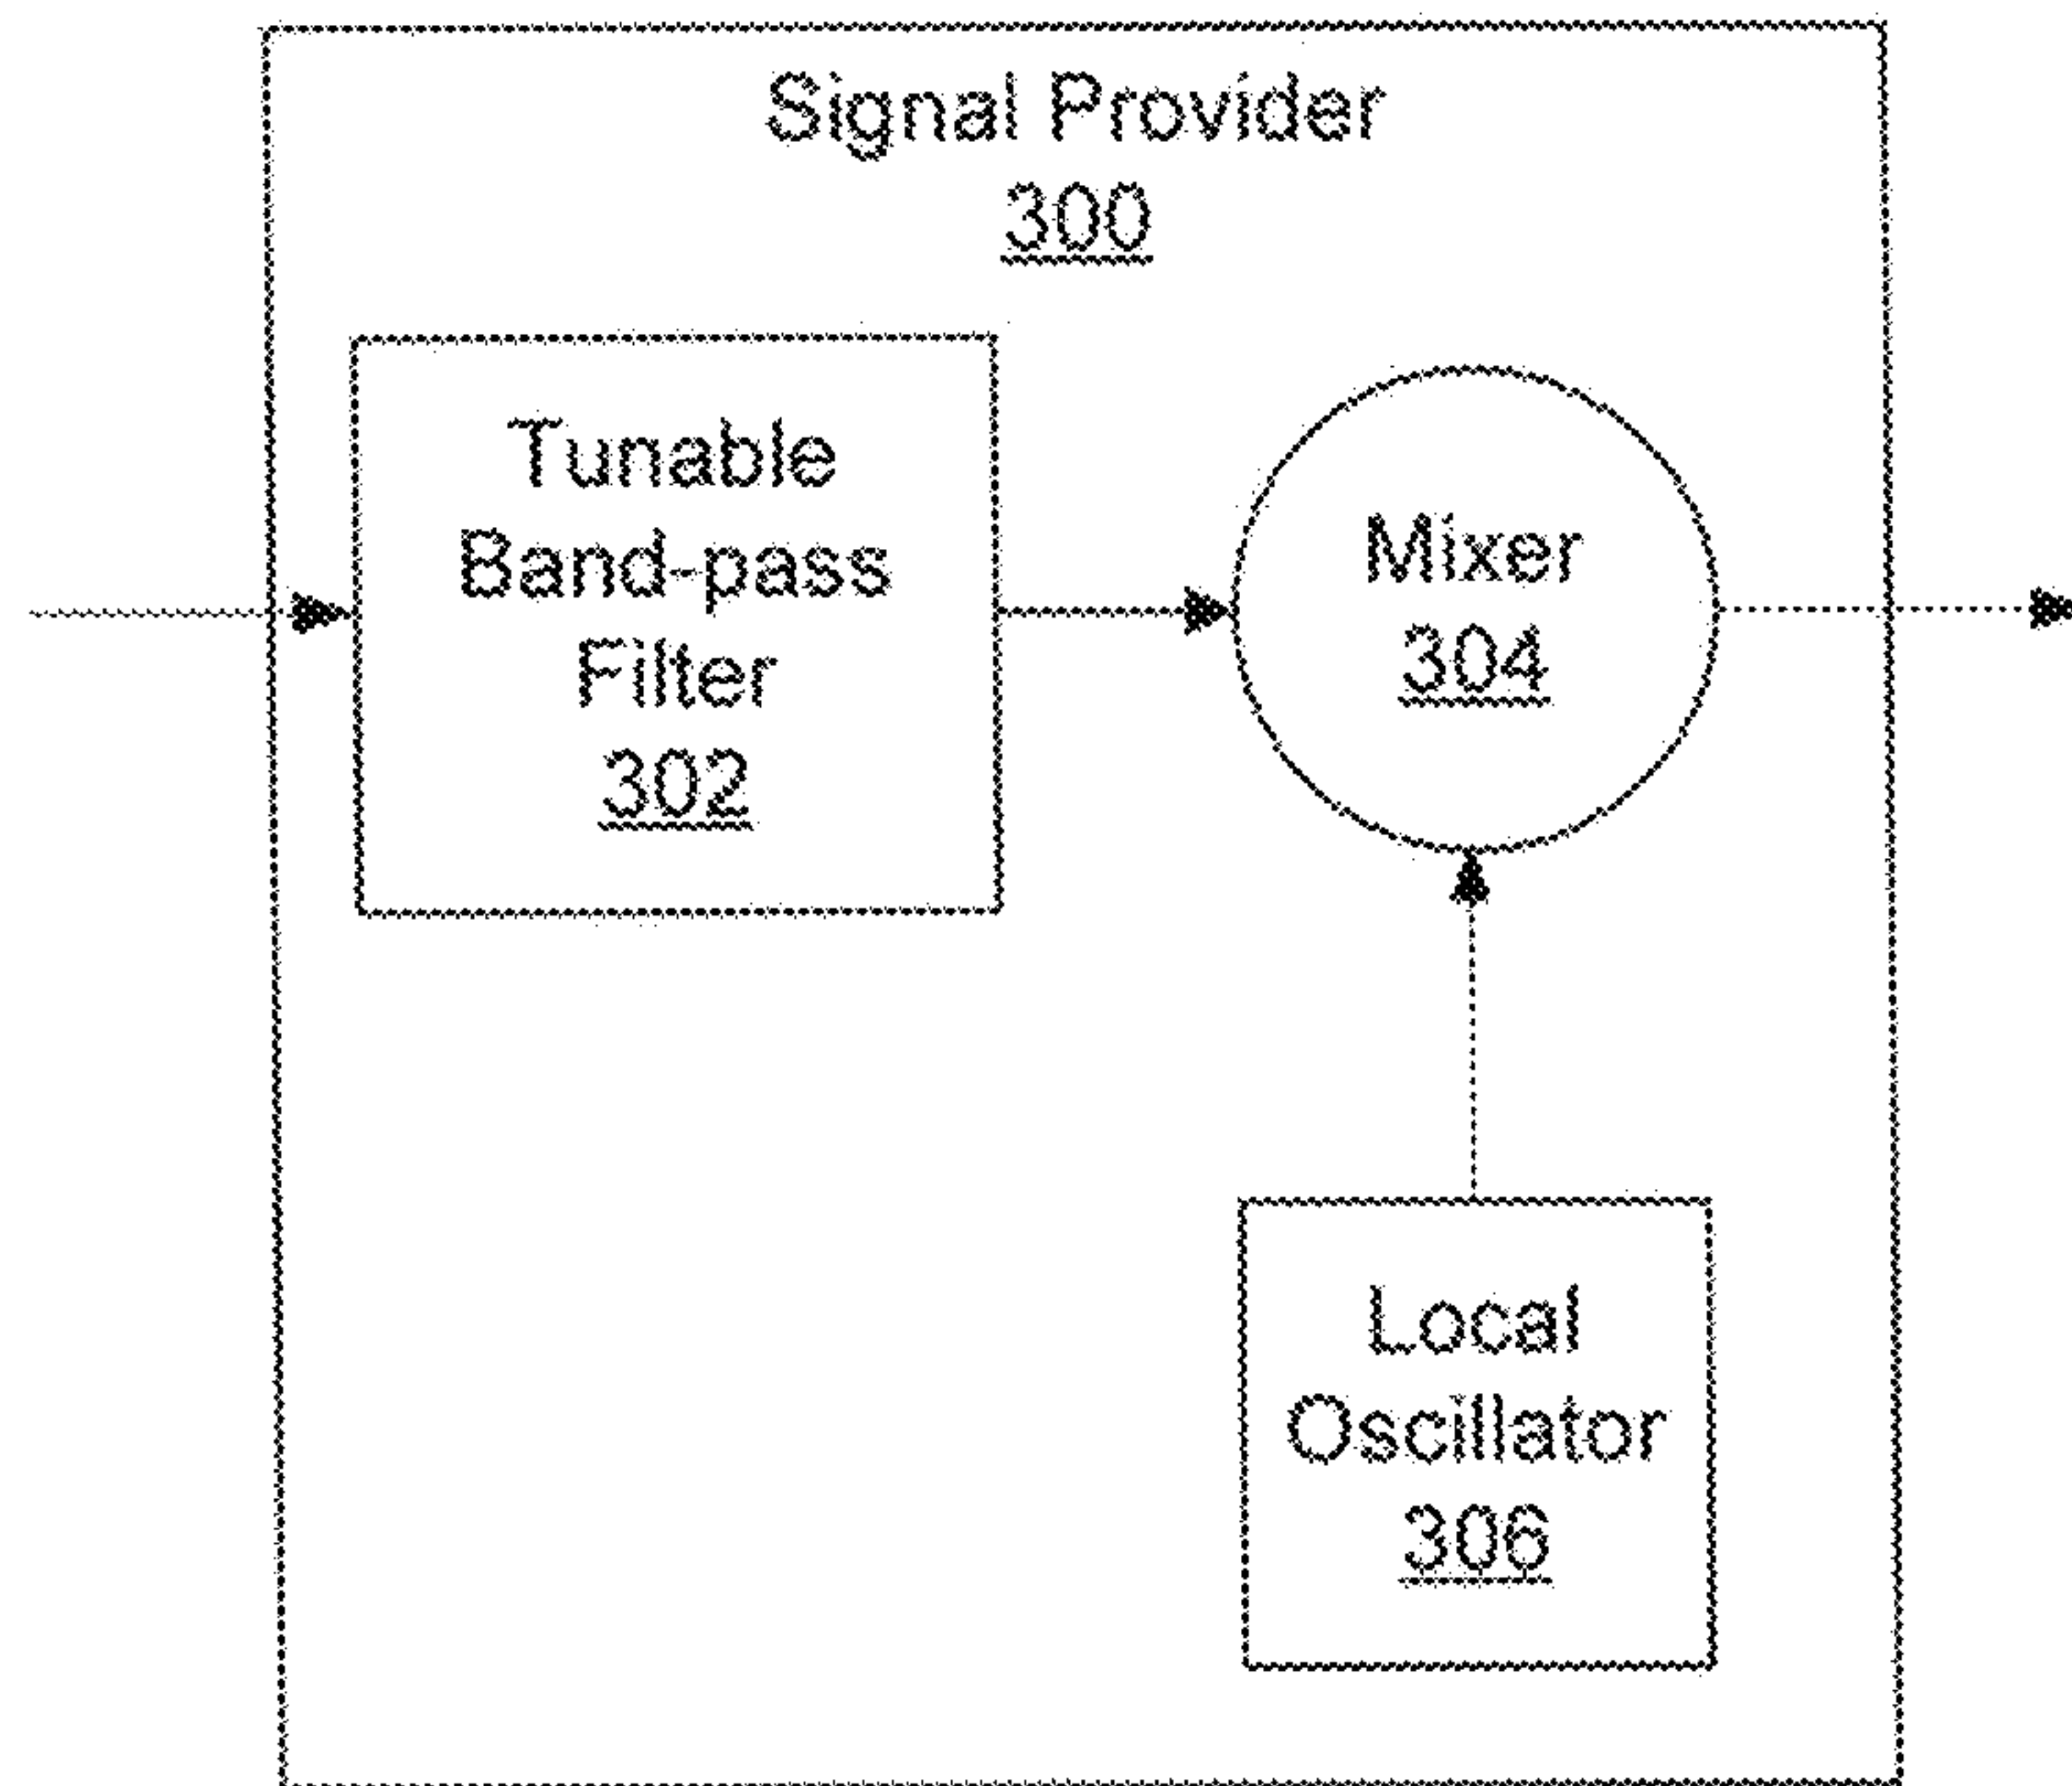 Signal Provider
300
Tunable
Band-pass
Filter
302
Mixer
304
Local
Oscillator
306